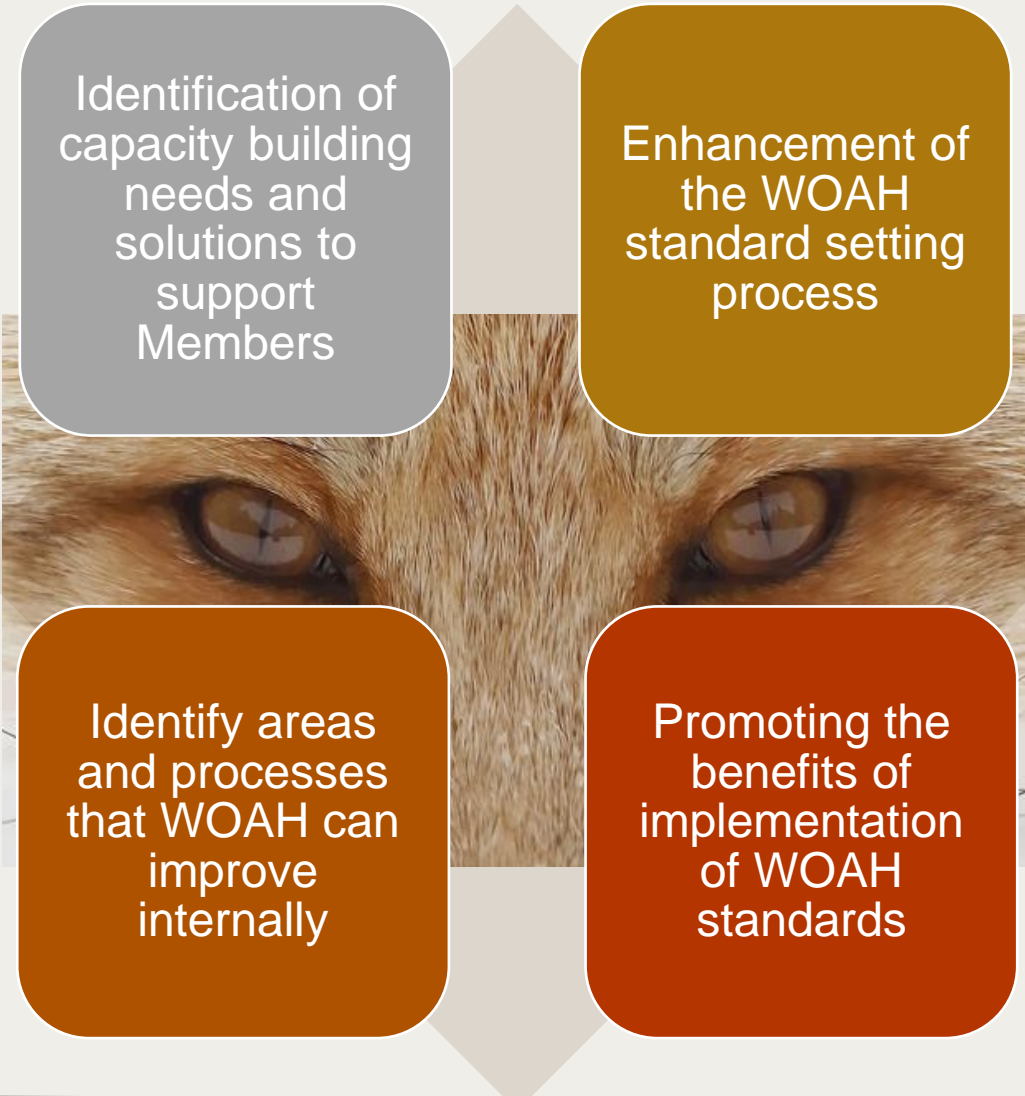 Identification of
capacity building
needs and
solutions to
support
Members
Enhancement of
the WOAH
standard setting
process
Identify areas
and processes
that WOAH can
improve
internally
Promoting the
benefits of
implementation
of WOAH
standards